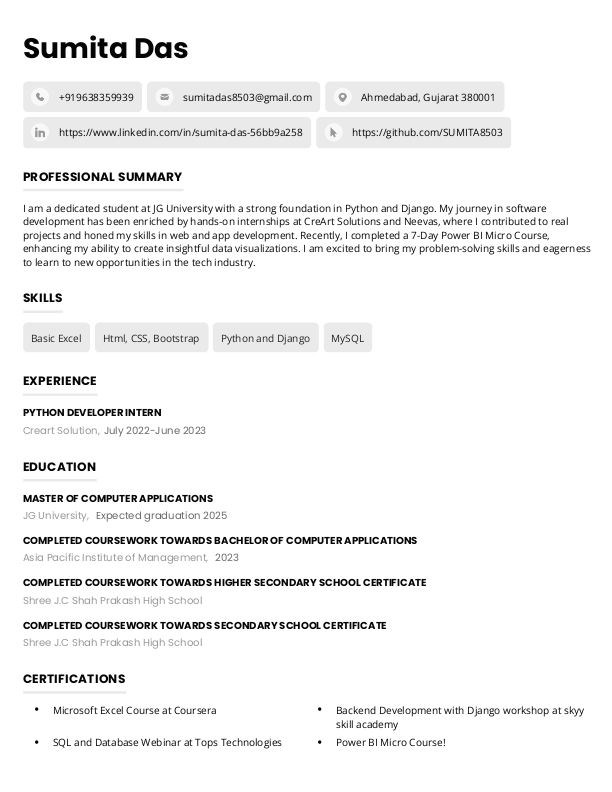 Sumita Das
+919638359939 sumitadas8503@gmail.com Ahmedabad, Gujarat 380001
https://www.linkedin.com/in/sumita-das-56bb9a258 https://github.com/SUMITA8503
PROFESSIONAL SUMMARY
I am a dedicated student at JG University with a strong foundation in Python and Django. My journey in software
development has been enriched by hands-on internships at CreArt Solutions and Neevas, where I contributed to real
projects and honed my skills in web and app development. Recently, I completed a 7-Day Power BI Micro Course,
enhancing my ability to create insightful data visualizations. I am excited to bring my problem-solving skills and eagerness
to learn to new opportunities in the tech industry.
SKILLS
Basic Excel Html, CSS, Bootstrap Python and Django MySQL
EXPERIENCE
PYTHON DEVELOPER INTERN
Creart Solution, July 2022-June 2023
EDUCATION
MASTER OF COMPUTER APPLICATIONS
JG University, Expected graduation 2025
COMPLETED COURSEWORK TOWARDS BACHELOR OF COMPUTER APPLICATIONS
Asia Pacific Institute of Management, 2023
COMPLETED COURSEWORK TOWARDS HIGHER SECONDARY SCHOOL CERTIFICATE
Shree J.C Shah Prakash High School
COMPLETED COURSEWORK TOWARDS SECONDARY SCHOOL CERTIFICATE
Shree J.C Shah Prakash High School
CERTIFICATIONS
• Microsoft Excel Course at Coursera
• SQL and Database Webinar at Tops Technologies
• Backend Development with Django workshop at skyy
skill academy
• Power BI Micro Course!